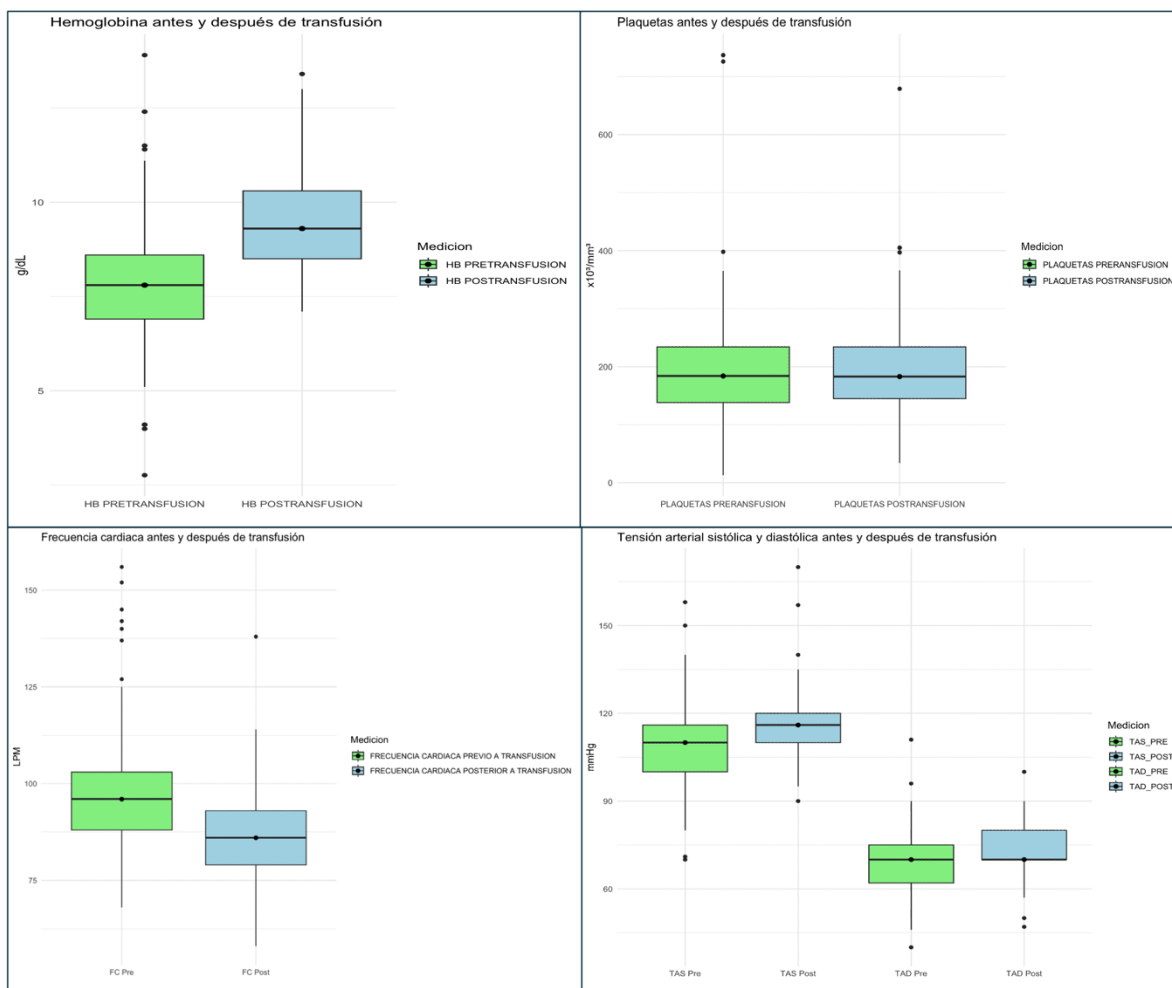 Hemoglobina antes y después de transfusión
10
5
g/dL
HB PRETRANSFUSION
HB POSTRANSFUSION
Medicion
HB PRETRANSFUSION
HB POSTRANSFUSION
Plaquetas antes y después de transfusión
600
400
200
0
x10³/mm³
PLAQUETAS PRERANSFUSION
PLAQUETAS POSTRANSFUSION
Medicion
PLAQUETAS PRERANSFUSION
PLAQUETAS POSTRANSFUSION
Frecuencia cardiaca antes y después de transfusión
150
125
100
75
LPM
FC Pre
FC Post
Medicion
FRECUENCIA CARDIACA PREVIO A TRANSFUSION
FRECUENCIA CARDIACA POSTERIOR A TRANSFUSION
Tensión arterial sistólica y diastólica antes y después de transfusión
150
120
90
60
mmHg
TAS Pre
TAS Post
TAD Pre
TAD Post
Medicion
TAS_PRE
TAS_POST
TAD_PRE
TAD_POST